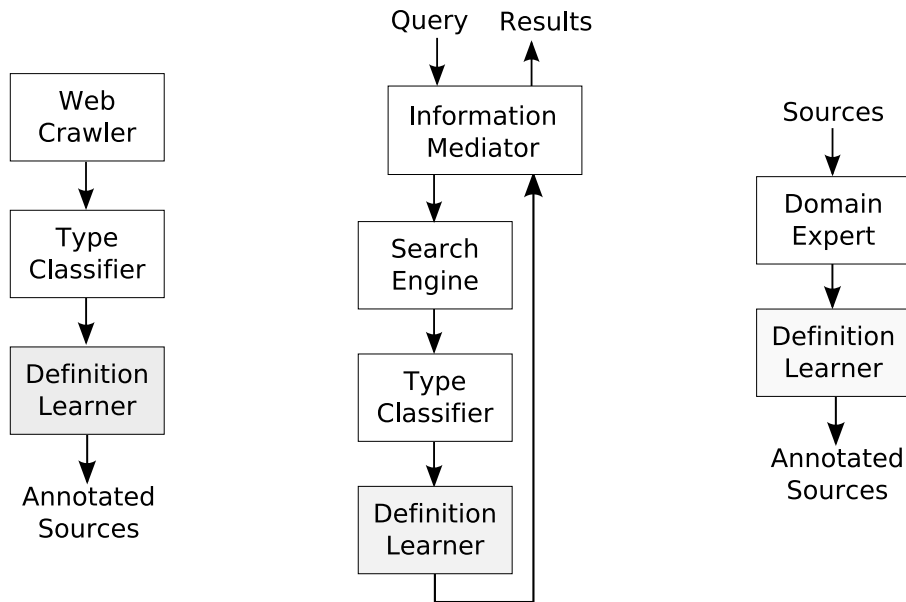 Web
Crawler
Type
Classifier
Definition
Learner
Annotated
Sources
Query
Results
Information
Mediator
Search
Engine
Type
Classifier
Definition
Learner
Sources
Domain
Expert
Definition
Learner
Annotated
Sources